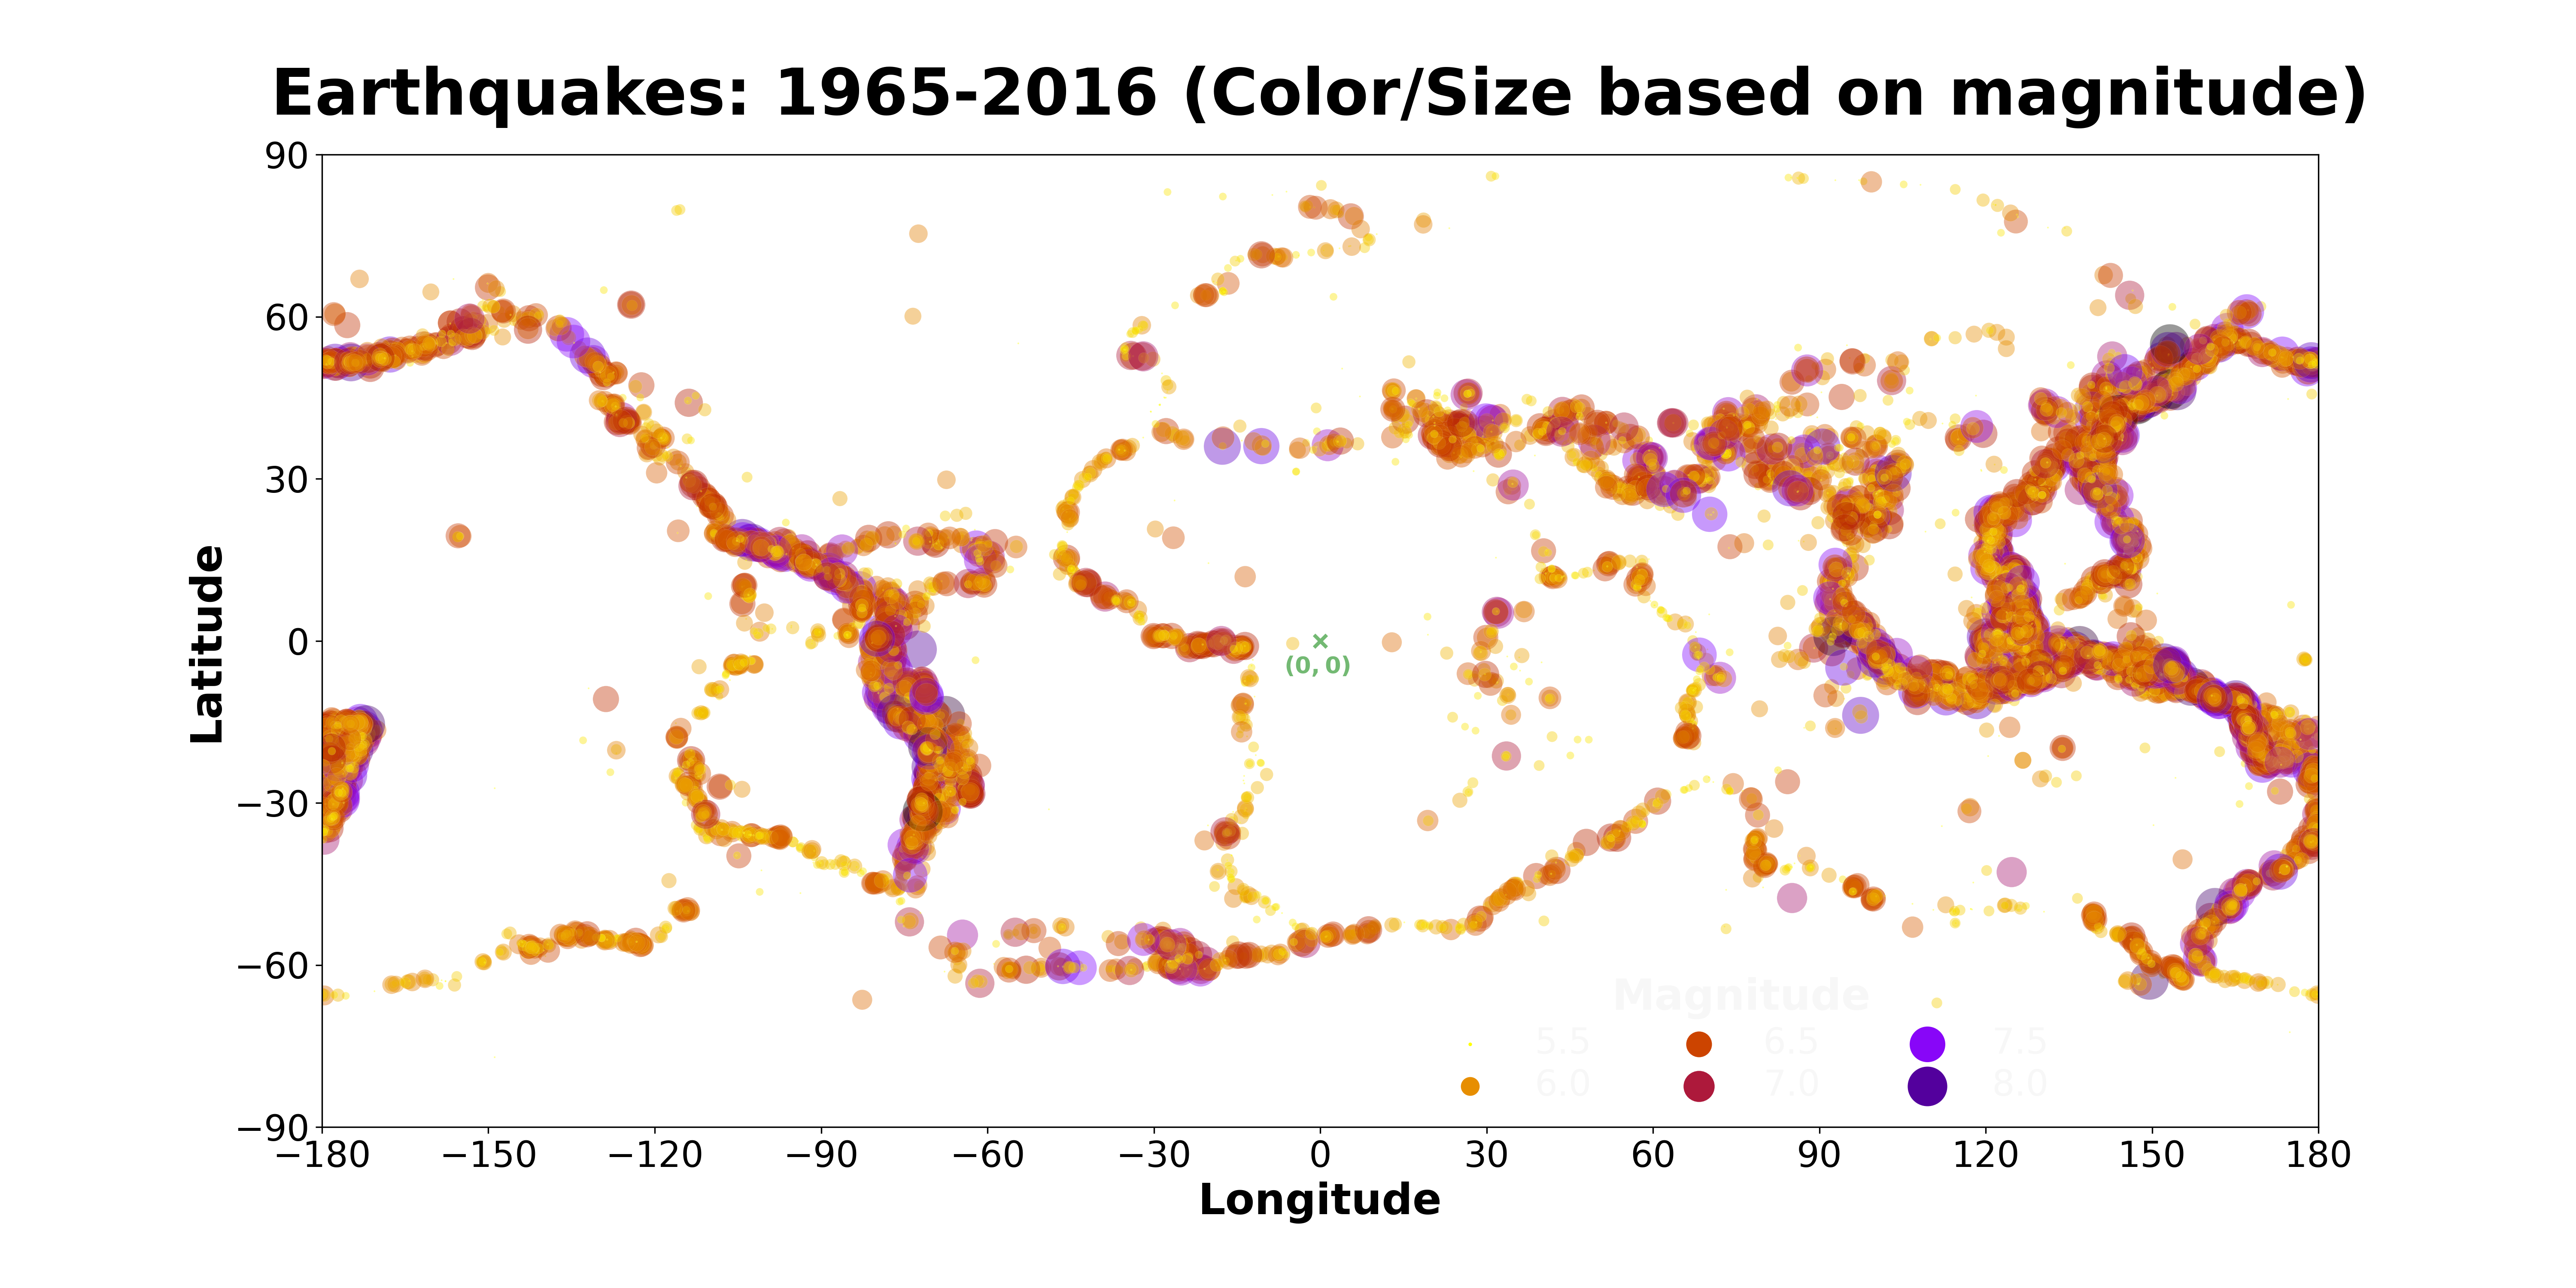 Earthquakes: 1965-2016 (Color/Size based on magnitude)
90
60
30
0
−30
−60
−90
Latitude
(0, 0)
Magnitude
5.5 6.5 7.5
6.0 7.0 8.0
−180 −150 −120 −90 −60 −30 0 30 60 90 120 150 180
Longitude